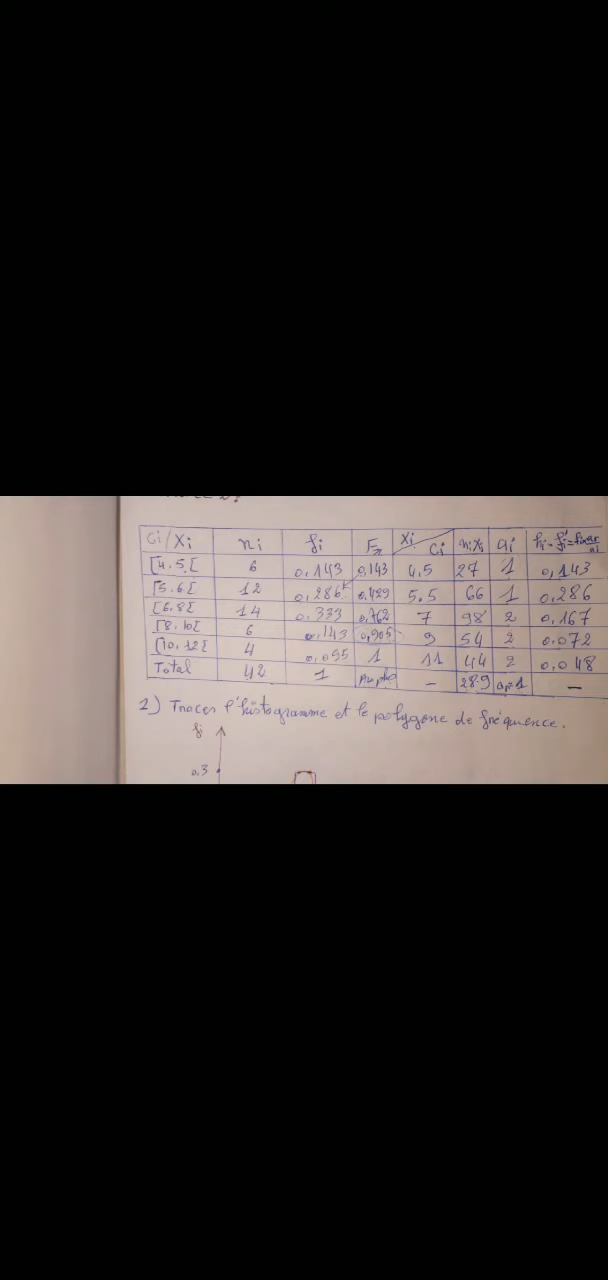 Ci/Xi ni fi F Xi Ci niXi ai hi = fi' =
[4.5[ 6 0.143 0.143 4.5 27 1 0,143
[5.6[ 12 0.286 0.429 5.5 66 1 0.286
[6.8[ 14 0.333 0.762 7 98 2 0.167
[8.10[ 6 0.143 0.905 9 54 2 0.072
[10.12[ 4 0.095 1 11 44 2 0.048
Total 42 1 – 289 –
2) Tracer l'histogramme et le polygone de fréquence.
fi
0.3